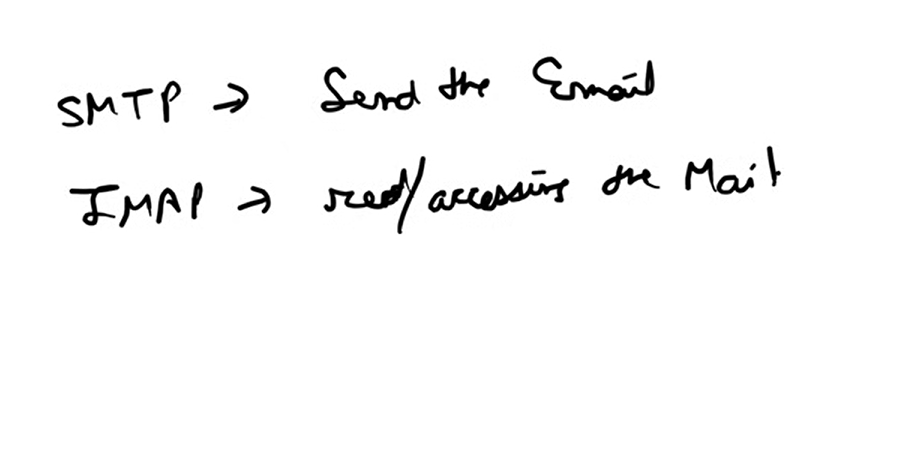 SMTP → Send the Email
IMAP → read/accessing the Mail